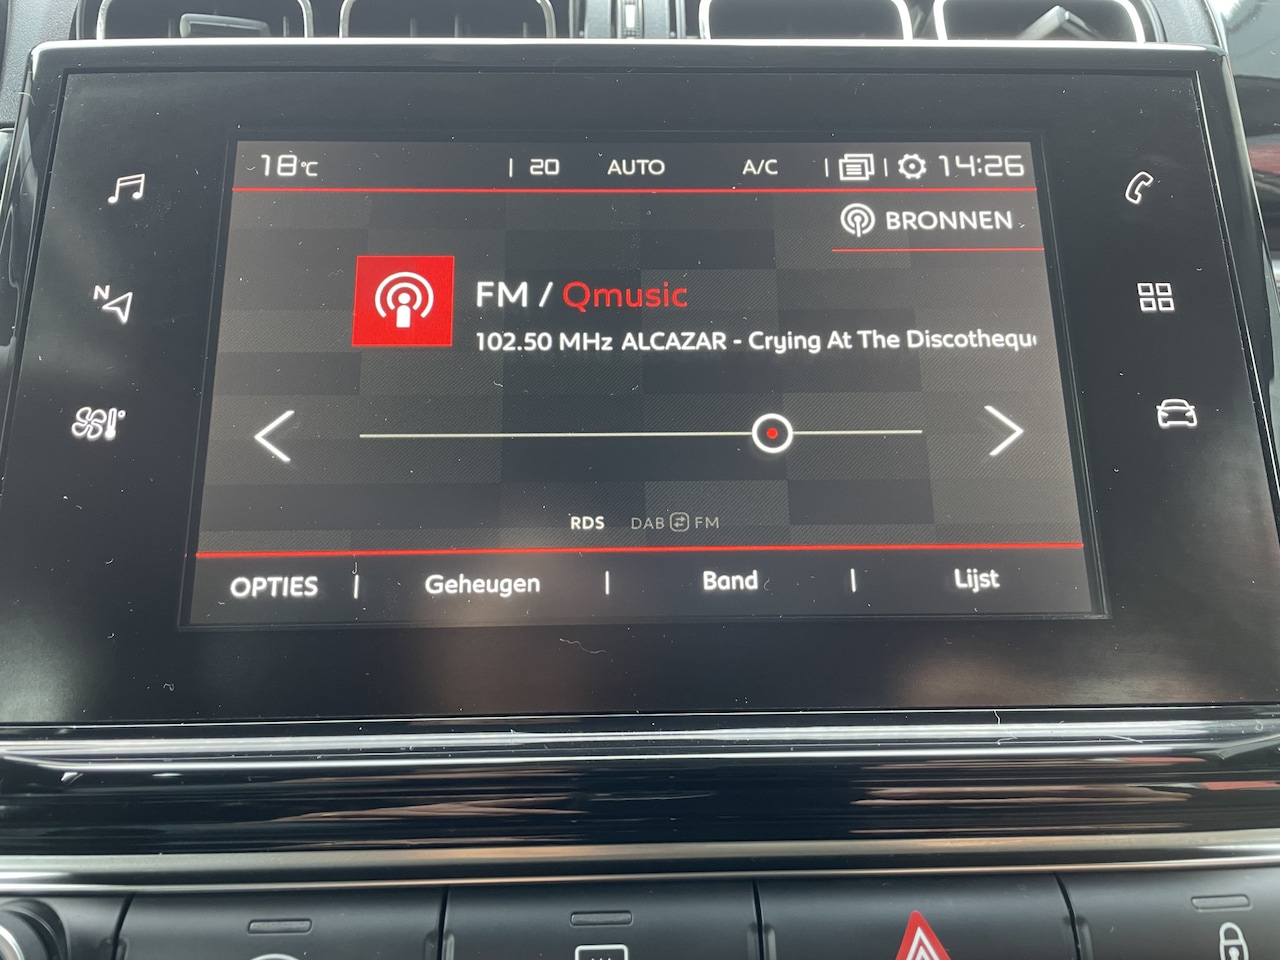 18°C | 20 AUTO A/C | | 14:26
BRONNEN
N
FM / Qmusic
102.50 MHz ALCAZAR - Crying At The Discothequ
RDS DAB FM
OPTIES | Geheugen | Band | Lijst